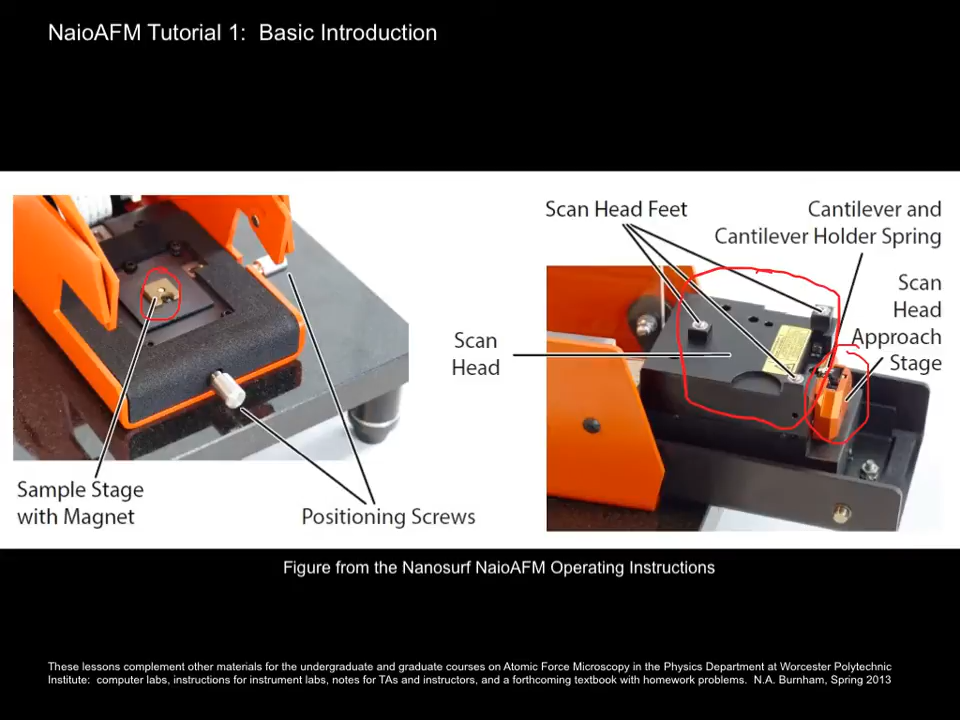 NaioAFM Tutorial 1:  Basic Introduction
Sample Stage
with Magnet
Positioning Screws
Scan Head Feet
Cantilever and
Cantilever Holder Spring
Scan
Head
Approach
Stage
Scan
Head
Figure from the Nanosurf NaioAFM Operating Instructions
These lessons complement other materials for the undergraduate and graduate courses on Atomic Force Microscopy in the Physics Department at Worcester Polytechnic
Institute:  computer labs, instructions for instrument labs, notes for TAs and instructors, and a forthcoming textbook with homework problems.  N.A. Burnham, Spring 2013